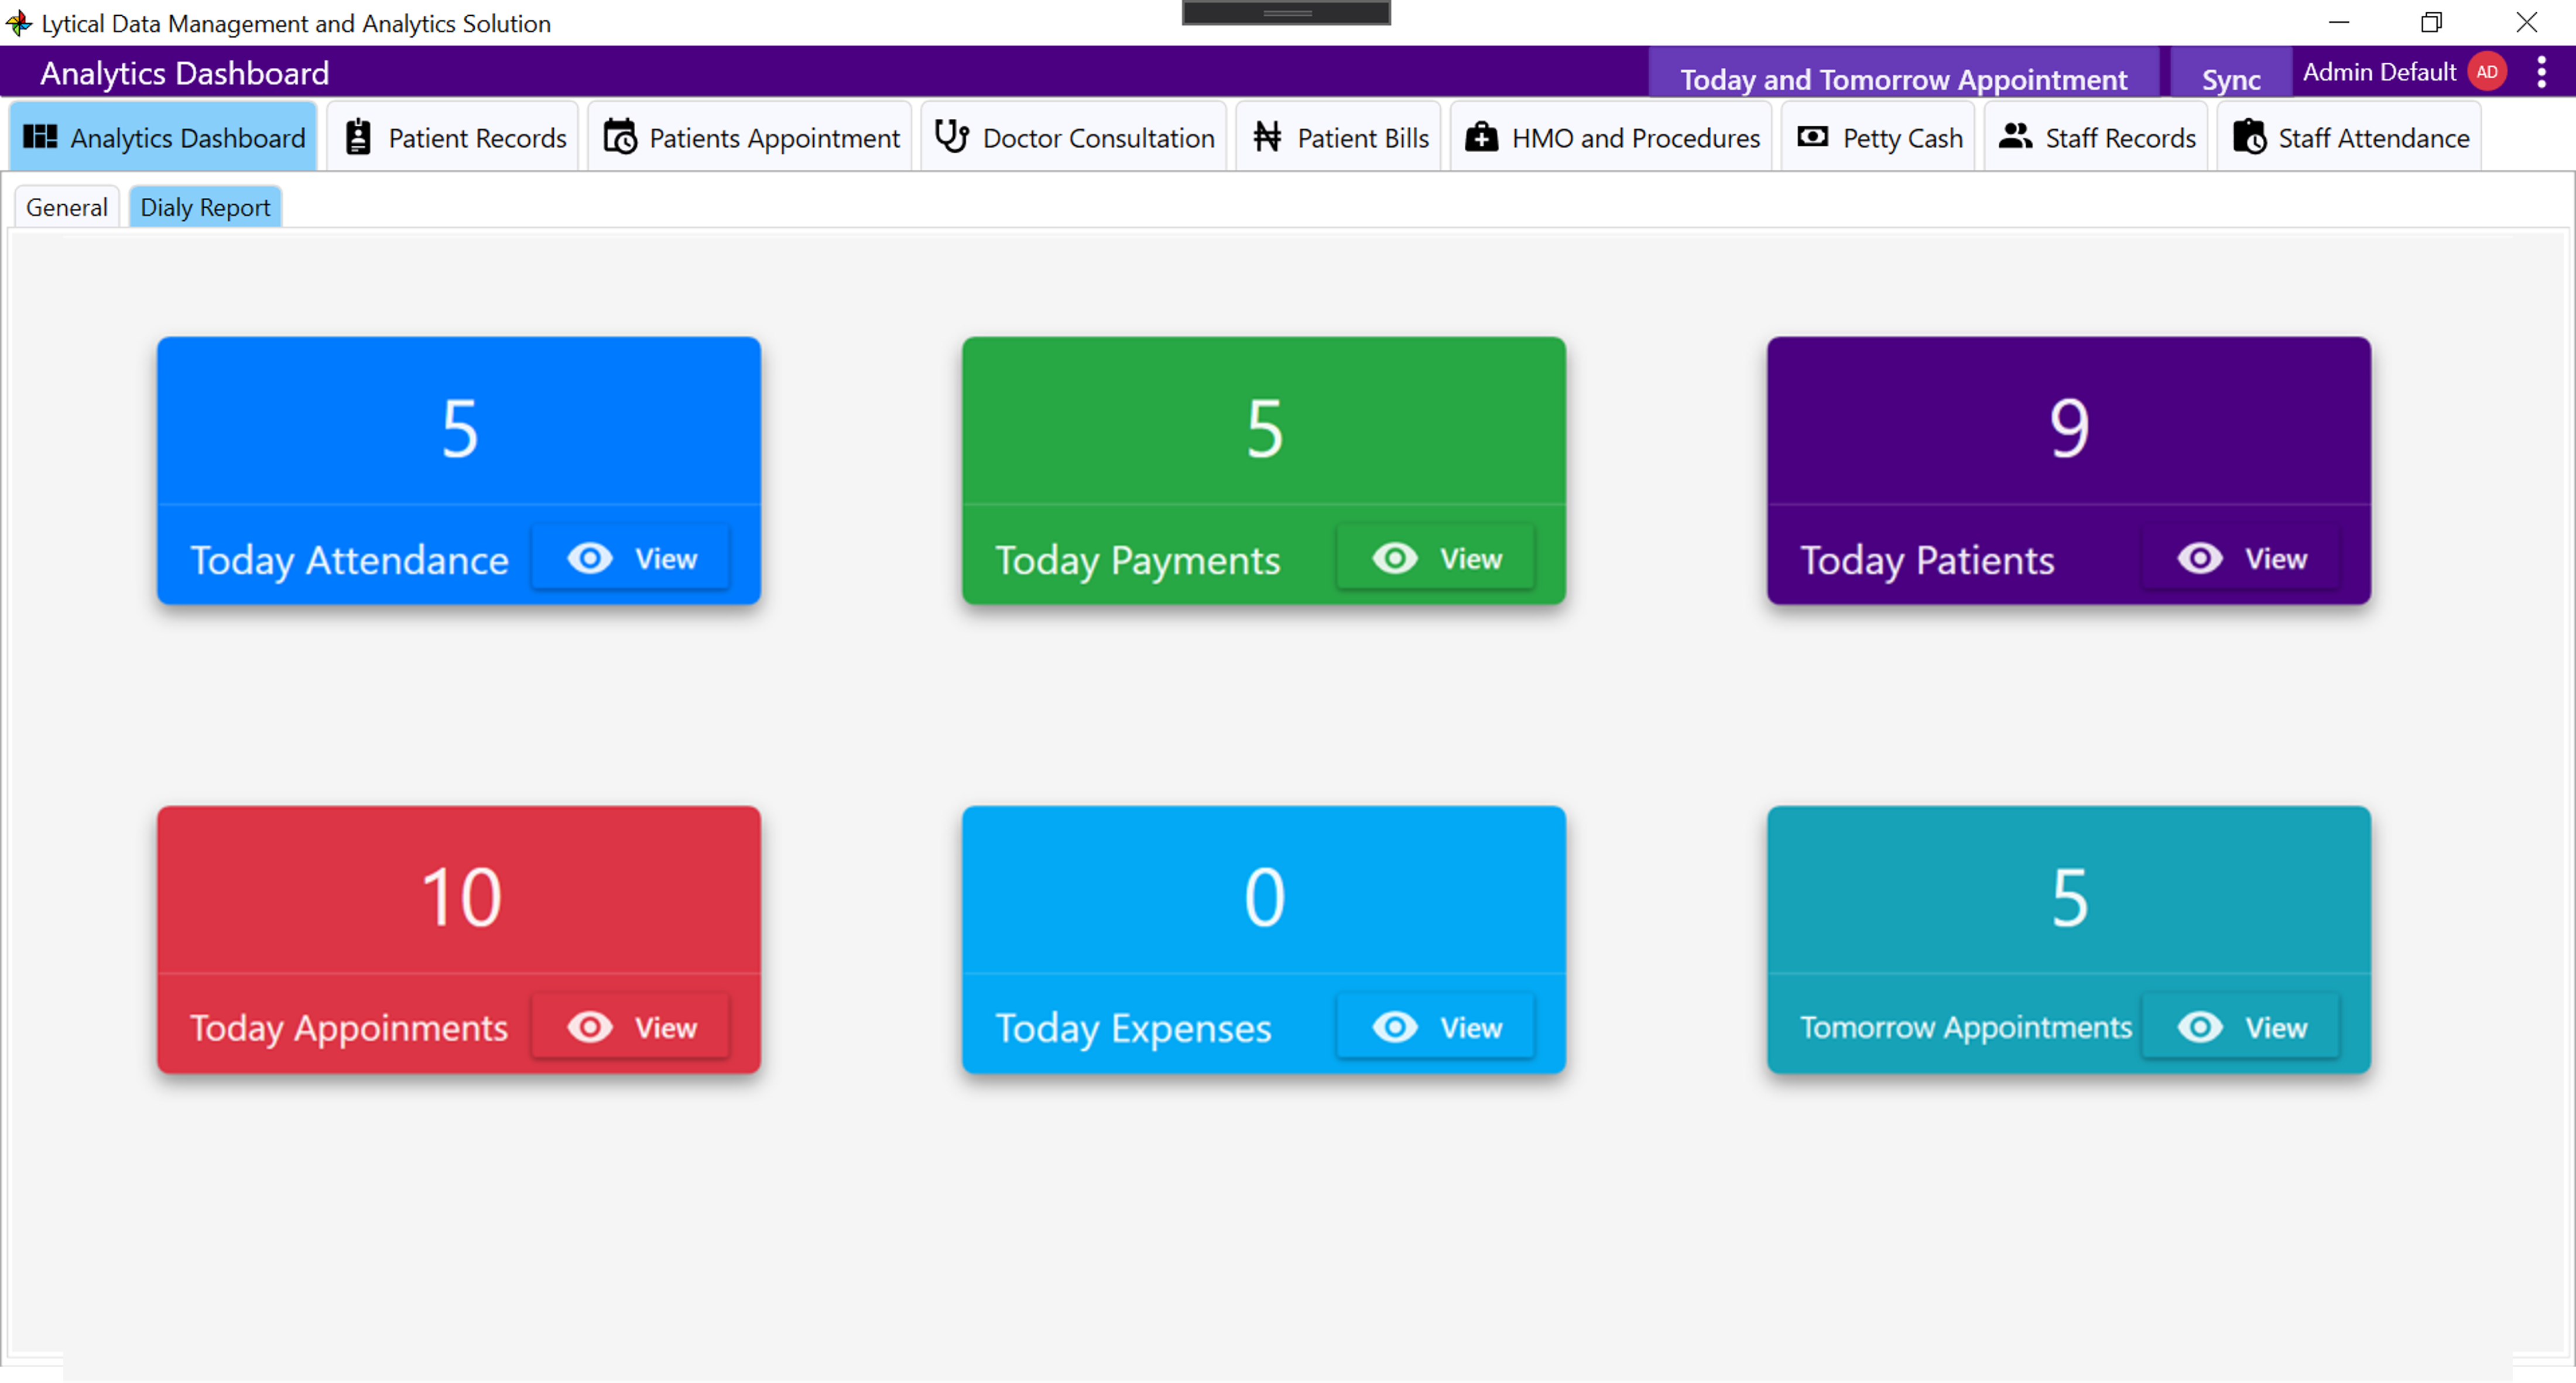 Lytical Data Management and Analytics Solution
Analytics Dashboard
Today and Tomorrow Appointment
Sync
Admin Default
AD
Analytics Dashboard
Patient Records
Patients Appointment
Doctor Consultation
Patient Bills
HMO and Procedures
Petty Cash
Staff Records
Staff Attendance
General
Dialy Report
5
Today Attendance
View
5
Today Payments
View
9
Today Patients
View
10
Today Appoinments
View
0
Today Expenses
View
5
Tomorrow Appointments
View